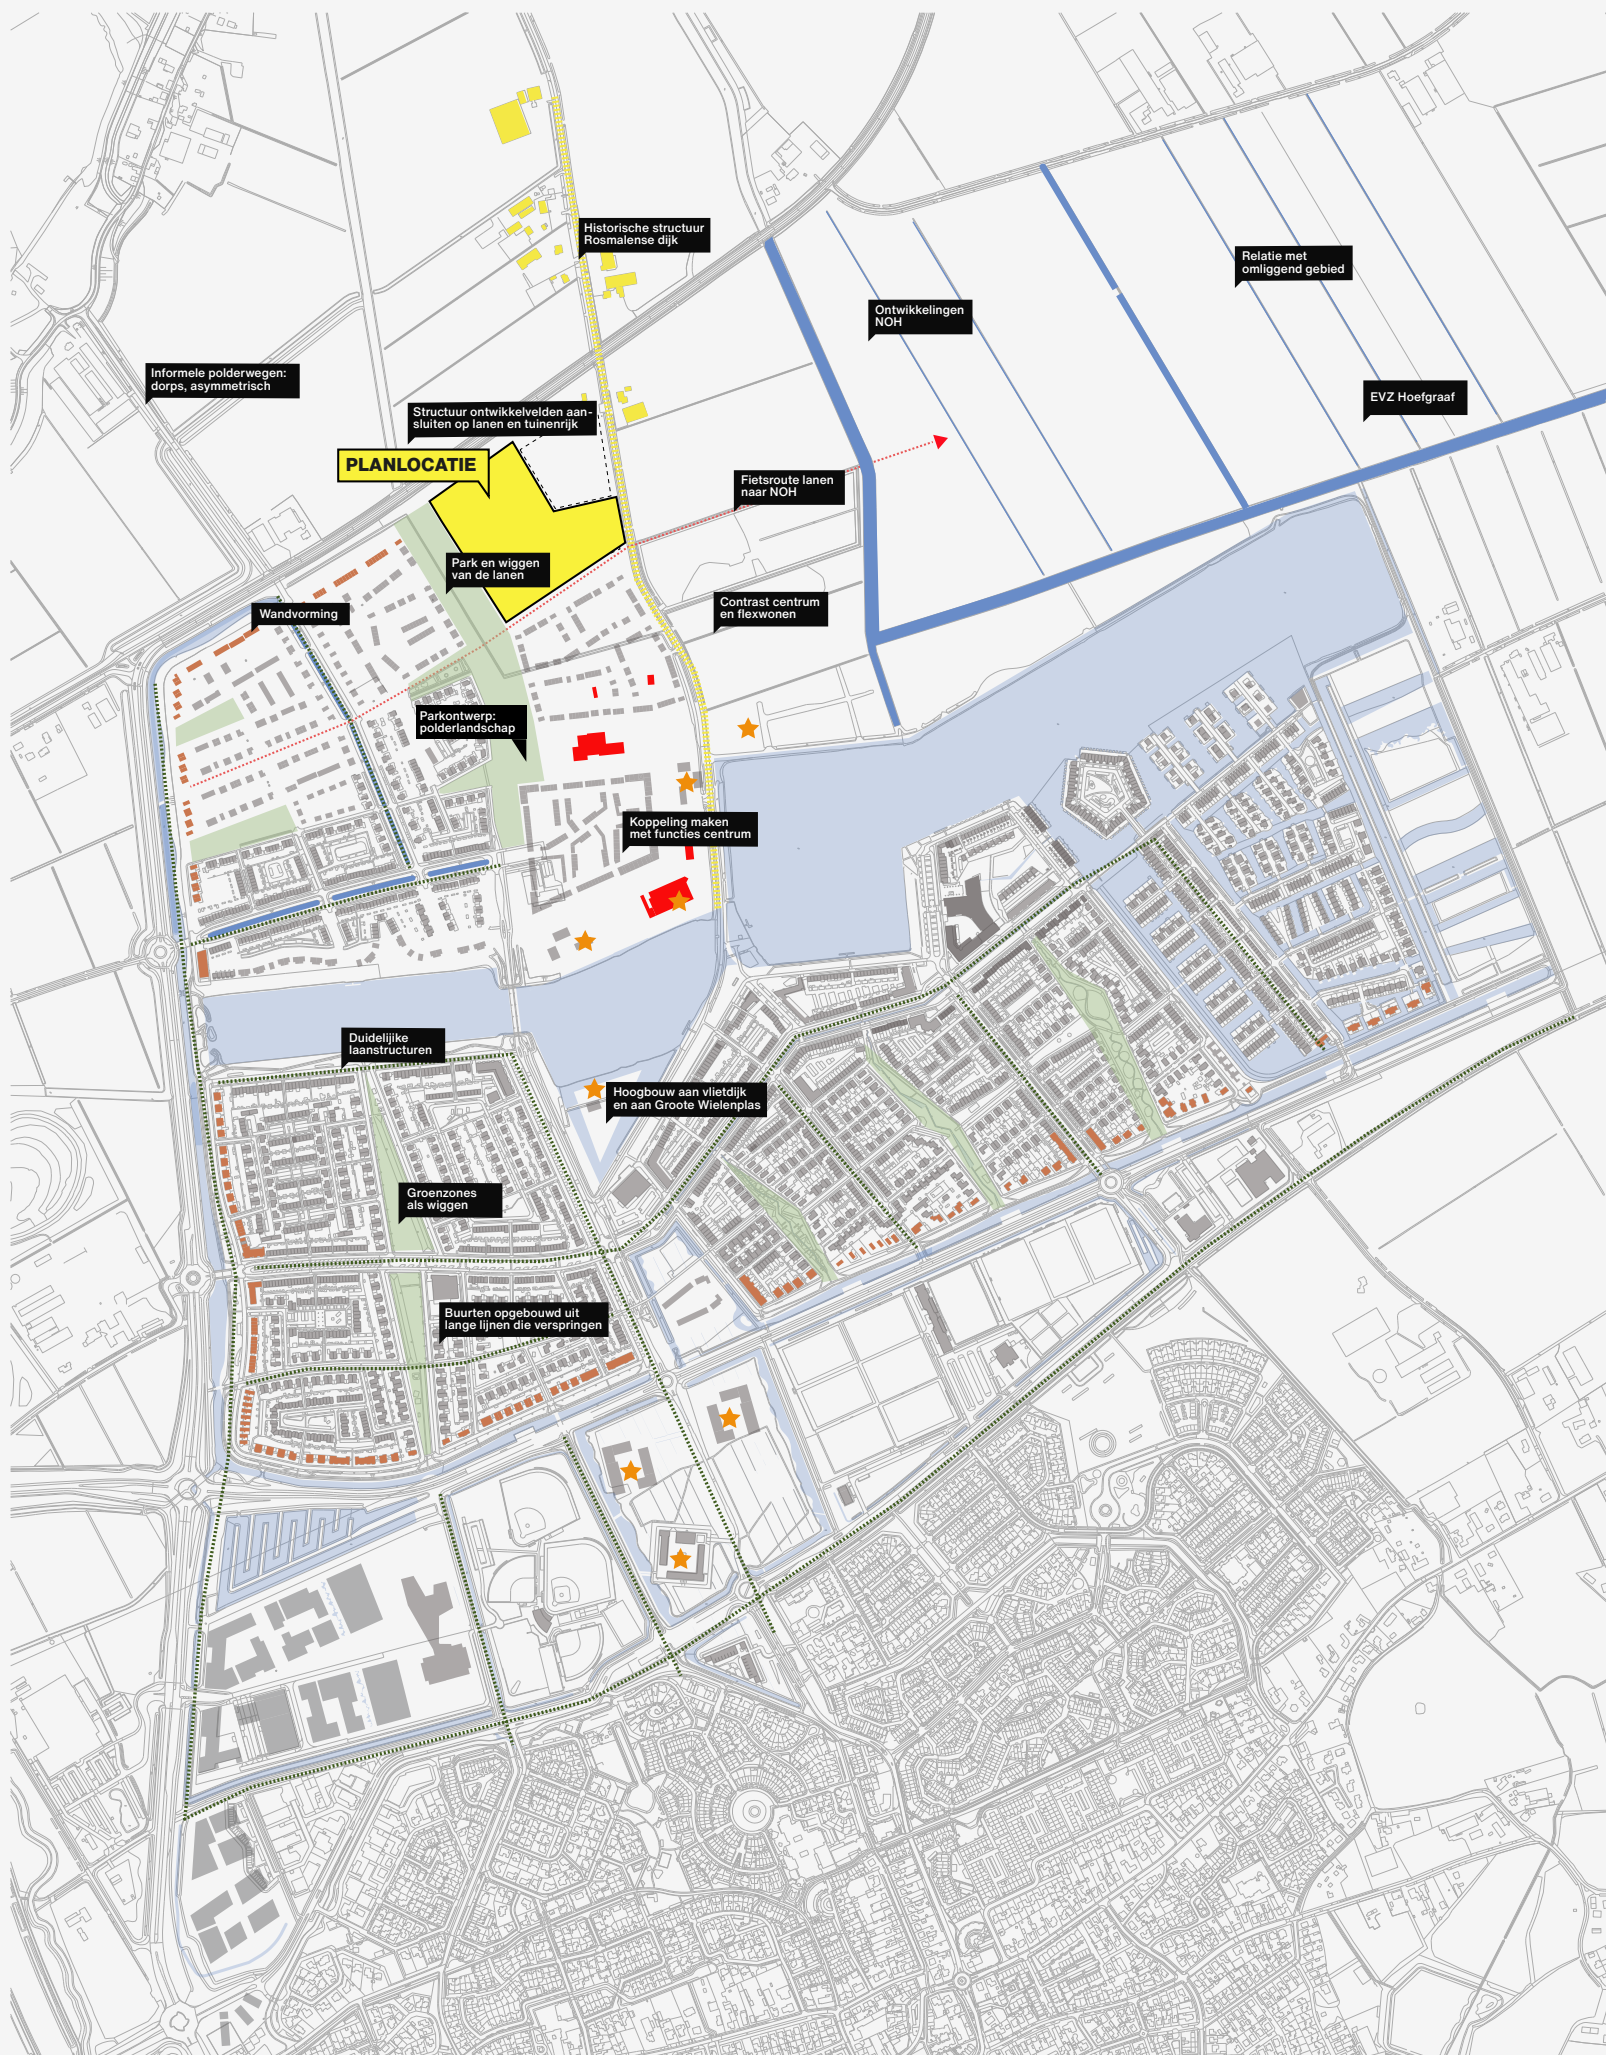 Historische structuur
Rosmalense dijk
Relatie met
omliggend gebied
Ontwikkelingen
NOH
Informele polderwegen:
dorps, asymmetrisch
EVZ Hoefgraaf
Structuur ontwikkelvelden aan-
sluiten op lanen en tuinenrijk
PLANLOCATIE
Fietsroute lanen
naar NOH
Park en wiggen
van de lanen
Contrast centrum
en flexwonen
Wandvorming
Parkontwerp:
polderlandschap
Koppeling maken
met functies centrum
Duidelijke
laanstructuren
Hoogbouw aan vlietdijk
en aan Groote Wielenplas
Groenzones
als wiggen
Buurten opgebouwd uit
lange lijnen die verspringen